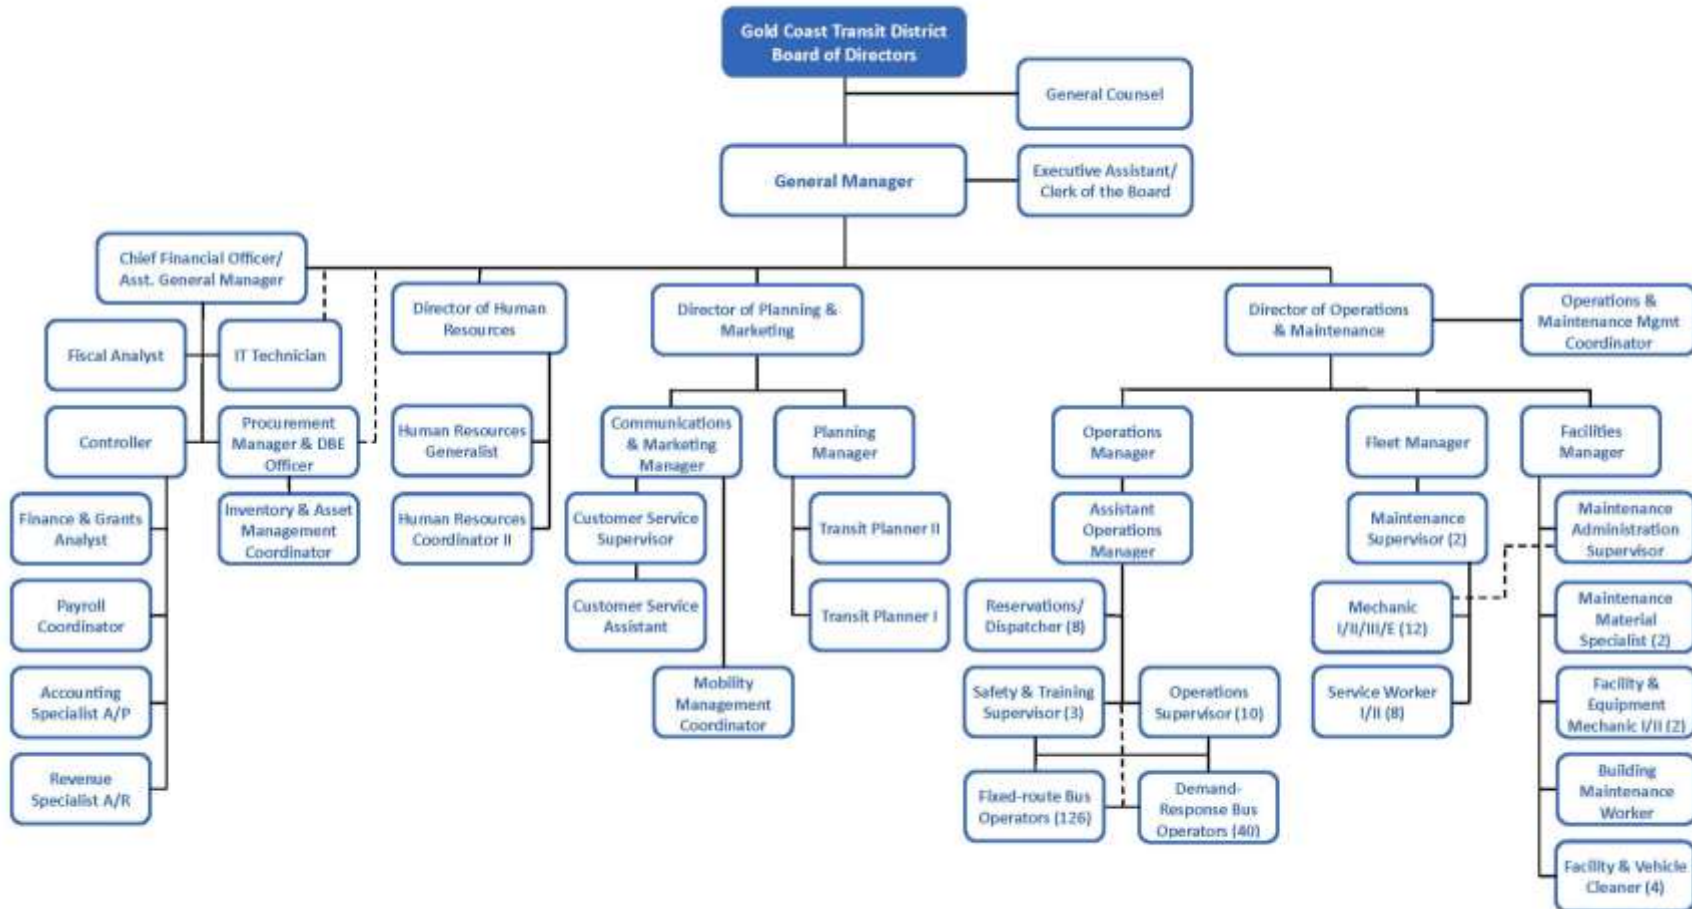 Gold Coast Transit District
Board of Directors
General Counsel
General Manager
Executive Assistant/
Clerk of the Board
Chief Financial Officer/
Asst. General Manager
Director of Human
Resources
Director of Planning &
Marketing
Director of Operations
& Maintenance
Operations &
Maintenance Mgmt
Coordinator
Fiscal Analyst
IT Technician
Controller
Procurement
Manager & DBE
Officer
Human Resources
Generalist
Communications
& Marketing
Manager
Planning
Manager
Operations
Manager
Fleet Manager
Facilities
Manager
Finance & Grants
Analyst
Inventory & Asset
Management
Coordinator
Human Resources
Coordinator II
Customer Service
Supervisor
Transit Planner II
Assistant
Operations
Manager
Maintenance
Supervisor (2)
Maintenance
Administration
Supervisor
Payroll
Coordinator
Customer Service
Assistant
Transit Planner I
Reservations/
Dispatcher (8)
Mechanic
I/II/III/E (12)
Maintenance
Material
Specialist (2)
Accounting
Specialist A/P
Mobility
Management
Coordinator
Safety & Training
Supervisor (3)
Operations
Supervisor (10)
Service Worker
I/II (8)
Facility &
Equipment
Mechanic I/II (2)
Revenue
Specialist A/R
Fixed-route Bus
Operators (126)
Demand-
Response Bus
Operators (40)
Building
Maintenance
Worker
Facility & Vehicle
Cleaner (4)